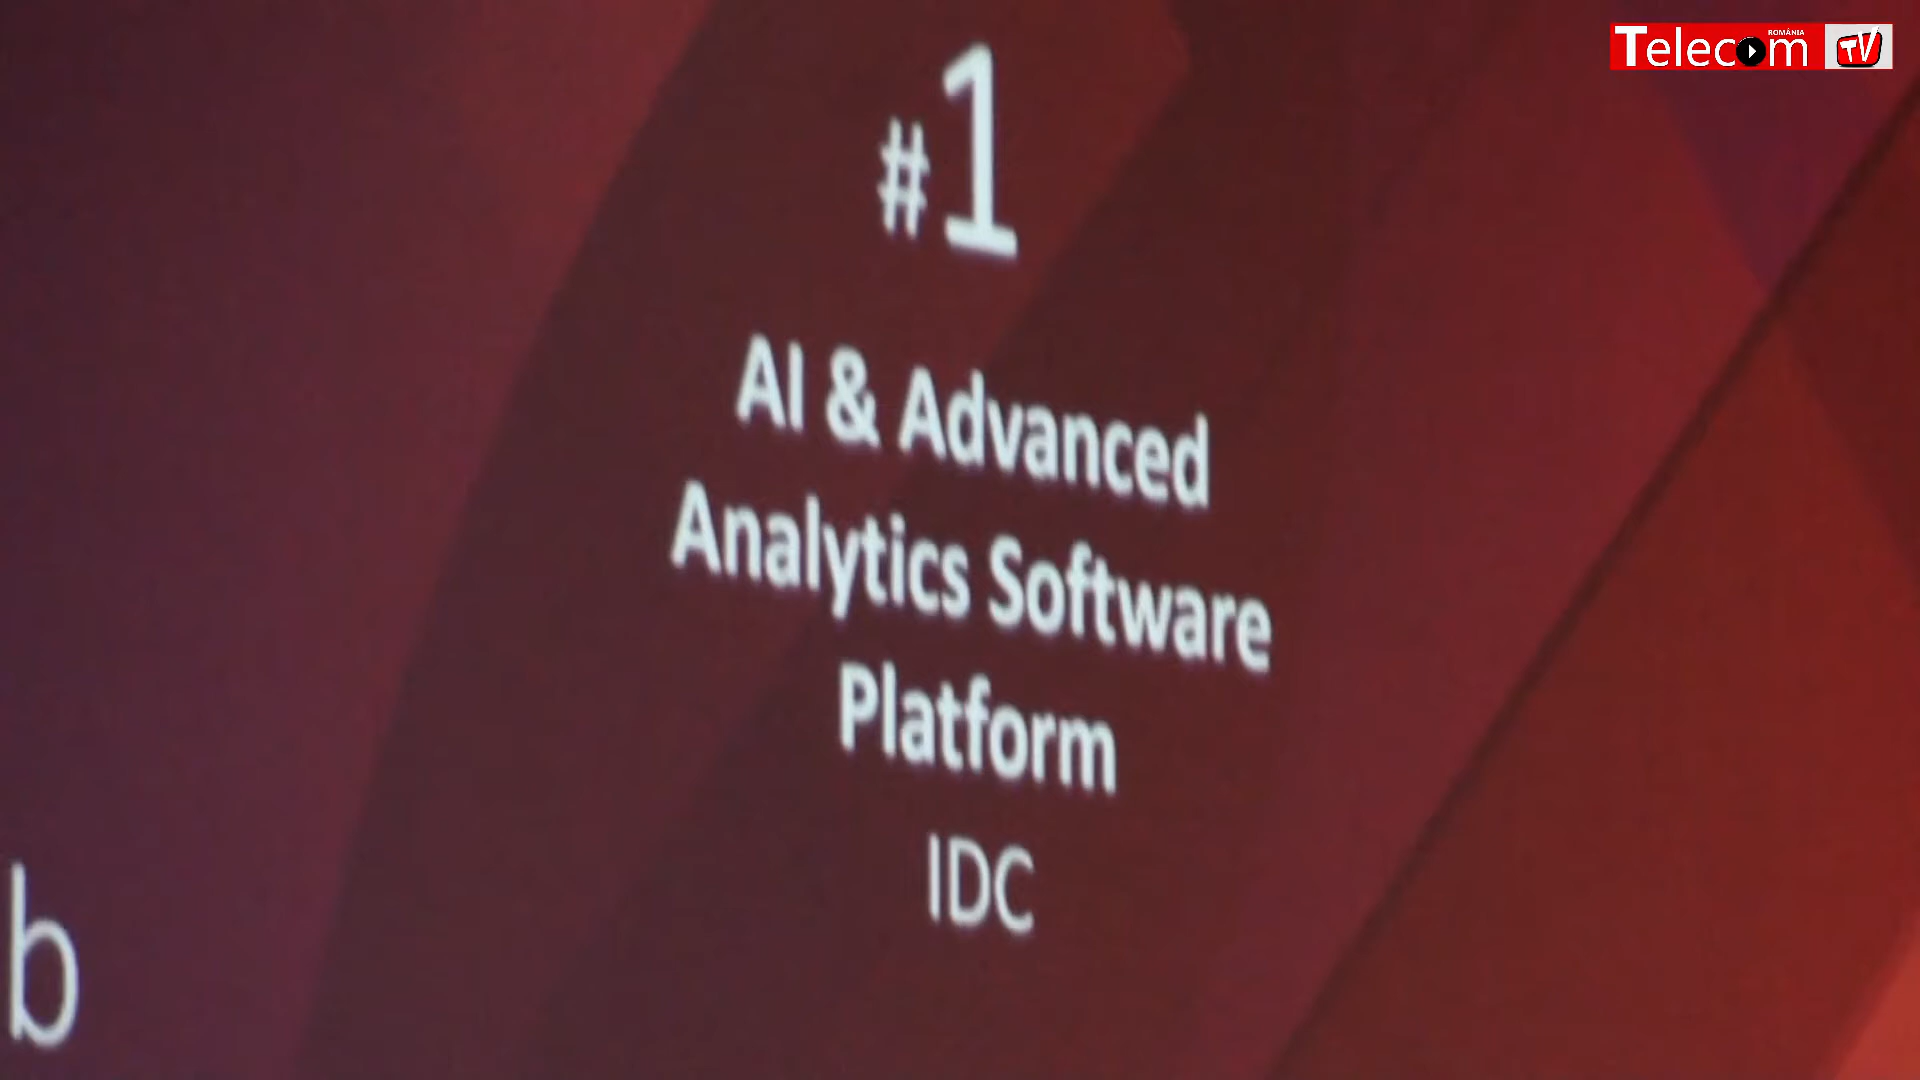 Telecom
ROMÂNIA
TV
#1
AI & Advanced
Analytics Software
Platform
IDC
b